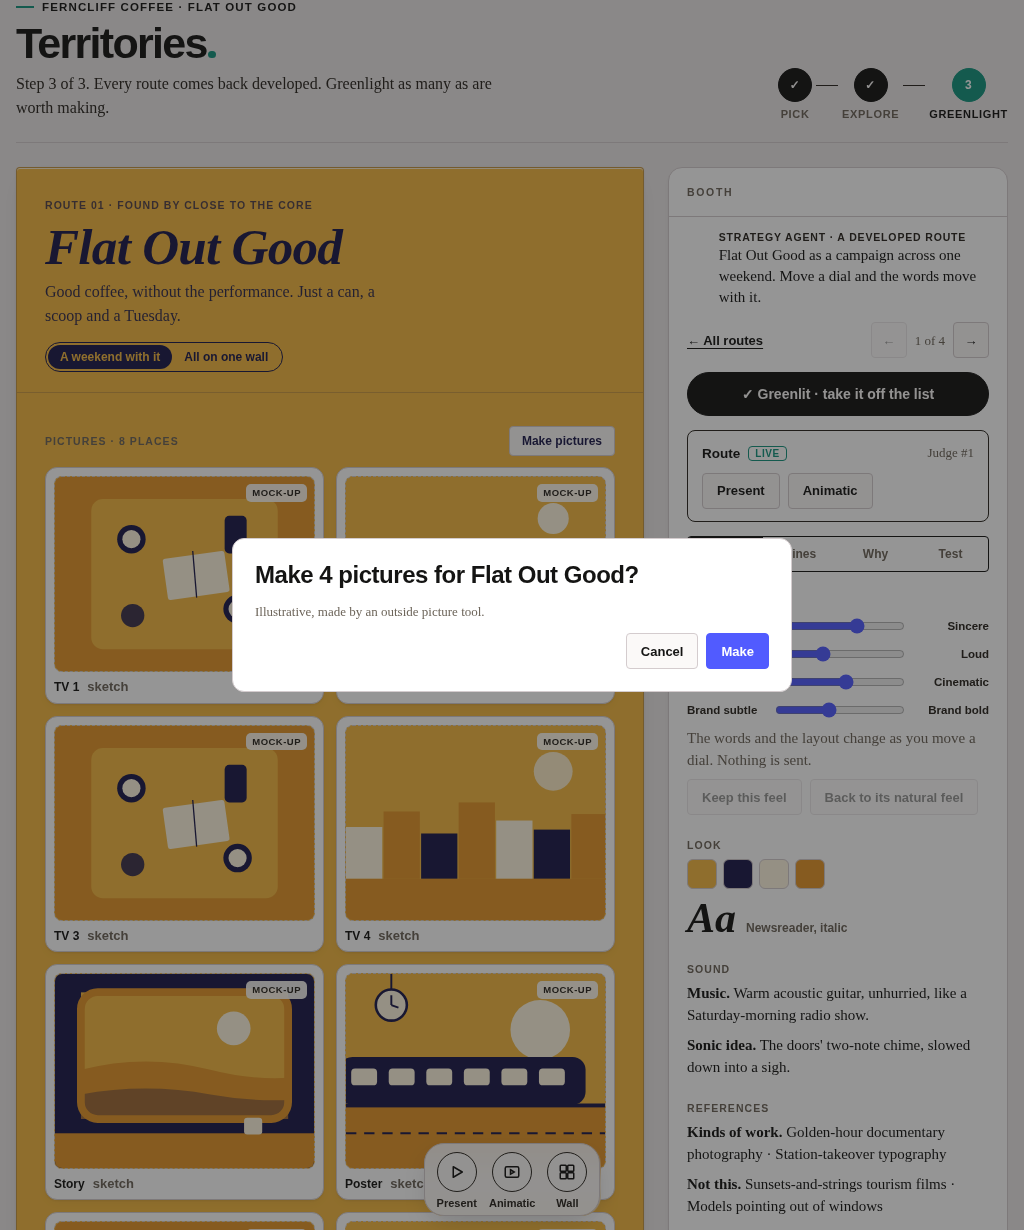 FERNCLIFF COFFEE · FLAT OUT GOOD
Territories.
Step 3 of 3. Every route comes back developed. Greenlight as many as are
worth making.
✓
✓
3
PICK
EXPLORE
GREENLIGHT
ROUTE 01 · FOUND BY CLOSE TO THE CORE
Flat Out Good
Good coffee, without the performance. Just a can, a
scoop and a Tuesday.
A weekend with it
All on one wall
PICTURES · 8 PLACES
Make pictures
MOCK-UP
MOCK-UP
TV 1 sketch
MOCK-UP
MOCK-UP
TV 3 sketch
TV 4 sketch
MOCK-UP
MOCK-UP
Story sketch
Poster sketc
Present
Animatic
Wall
Make 4 pictures for Flat Out Good?
Illustrative, made by an outside picture tool.
Cancel
Make
BOOTH
STRATEGY AGENT · A DEVELOPED ROUTE
Flat Out Good as a campaign across one
weekend. Move a dial and the words move
with it.
← All routes
←
1 of 4
→
✓ Greenlit · take it off the list
Route
LIVE
Judge #1
Present
Animatic
ines
Why
Test
Sincere
Loud
Cinematic
Brand subtle
Brand bold
The words and the layout change as you move a
dial. Nothing is sent.
Keep this feel
Back to its natural feel
LOOK
Aa Newsreader, italic
SOUND
Music. Warm acoustic guitar, unhurried, like a
Saturday-morning radio show.
Sonic idea. The doors' two-note chime, slowed
down into a sigh.
REFERENCES
Kinds of work. Golden-hour documentary
photography · Station-takeover typography
Not this. Sunsets-and-strings tourism films ·
Models pointing out of windows